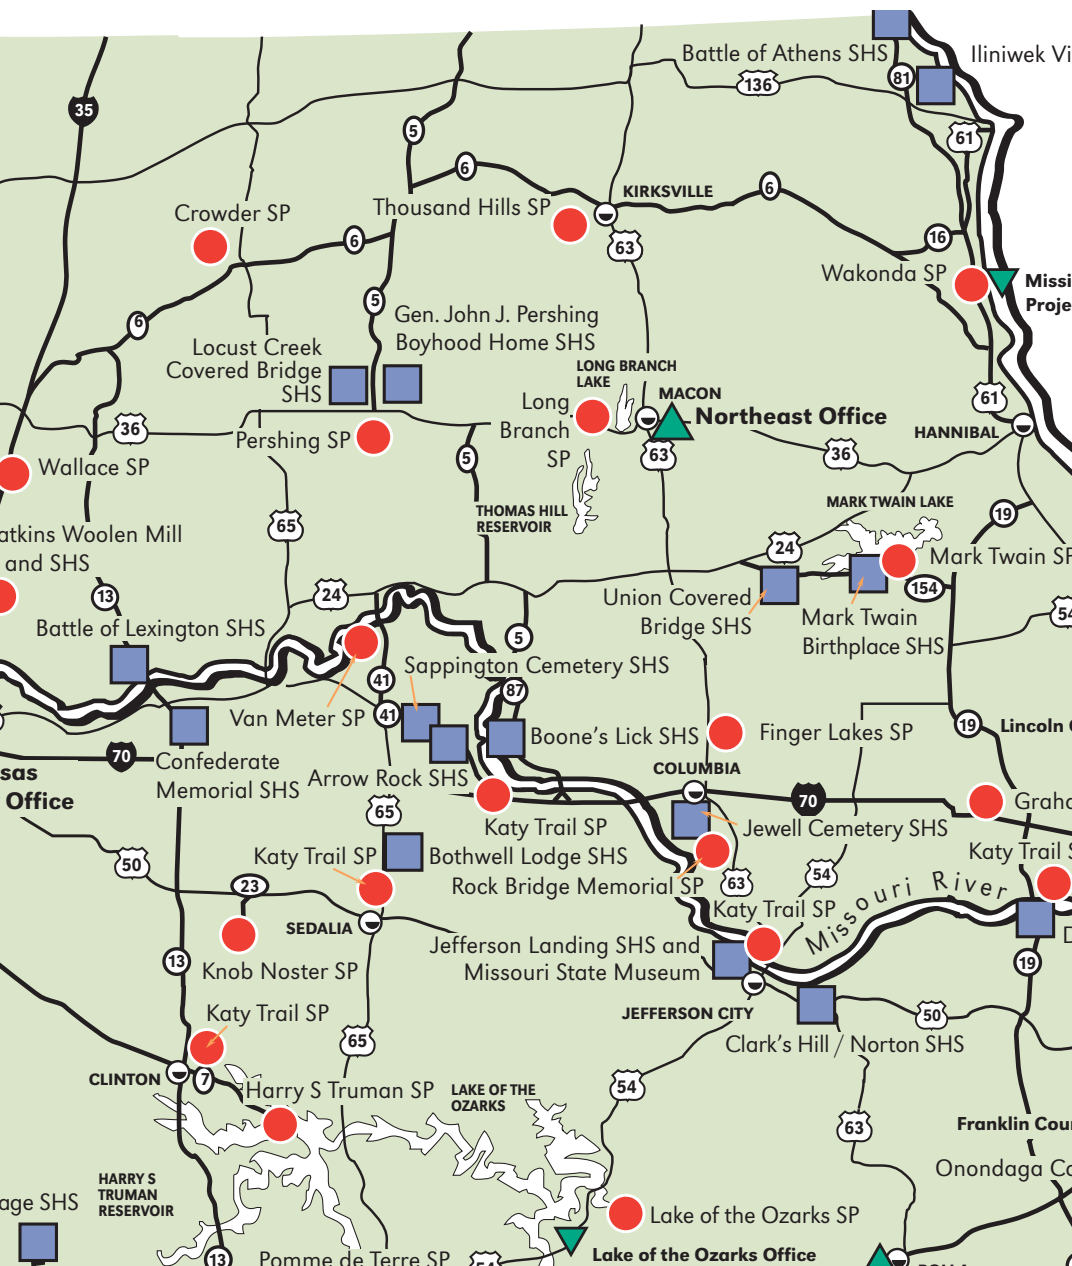 Battle of Athens SHS
Iliniwek Vi
81
136
35
61
5
6
KIRKSVILLE
6
Crowder SP
Thousand Hills SP
6
63
16
Wakonda SP
Missi
Proje
5
Gen. John J. Pershing
Boyhood Home SHS
6
Locust Creek
Covered Bridge
SHS
LONG BRANCH
LAKE
MACON
61
Long
Branch
SP
Northeast Office
HANNIBAL
36
Pershing SP
5
63
36
Wallace SP
MARK TWAIN LAKE
65
THOMAS HILL
RESERVOIR
19
atkins Woolen Mill
and SHS
24
Mark Twain SP
13
24
Union Covered
Bridge SHS
154
Mark Twain
Birthplace SHS
54
Battle of Lexington SHS
5
Sappington Cemetery SHS
41
87
Van Meter SP
41
Boone's Lick SHS
Finger Lakes SP
19
Lincoln C
70
Confederate
Memorial SHS
Arrow Rock SHS
COLUMBIA
sas
Office
70
Graha
65
Katy Trail SP
Jewell Cemetery SHS
50
Katy Trail SP
Bothwell Lodge SHS
Katy Trail S
23
Rock Bridge Memorial SP
63
54
Missouri River
Katy Trail SP
SEDALIA
Jefferson Landing SHS and
Missouri State Museum
D
13
Knob Noster SP
19
Katy Trail SP
JEFFERSON CITY
50
65
Clark's Hill / Norton SHS
CLINTON
7
Harry S Truman SP
LAKE OF THE
OZARKS
54
63
Franklin Cou
HARRY S
TRUMAN
RESERVOIR
Onondaga Ca
age SHS
Lake of the Ozarks SP
13
Pomme de Terre SP
54
Lake of the Ozarks Office
ROLLA